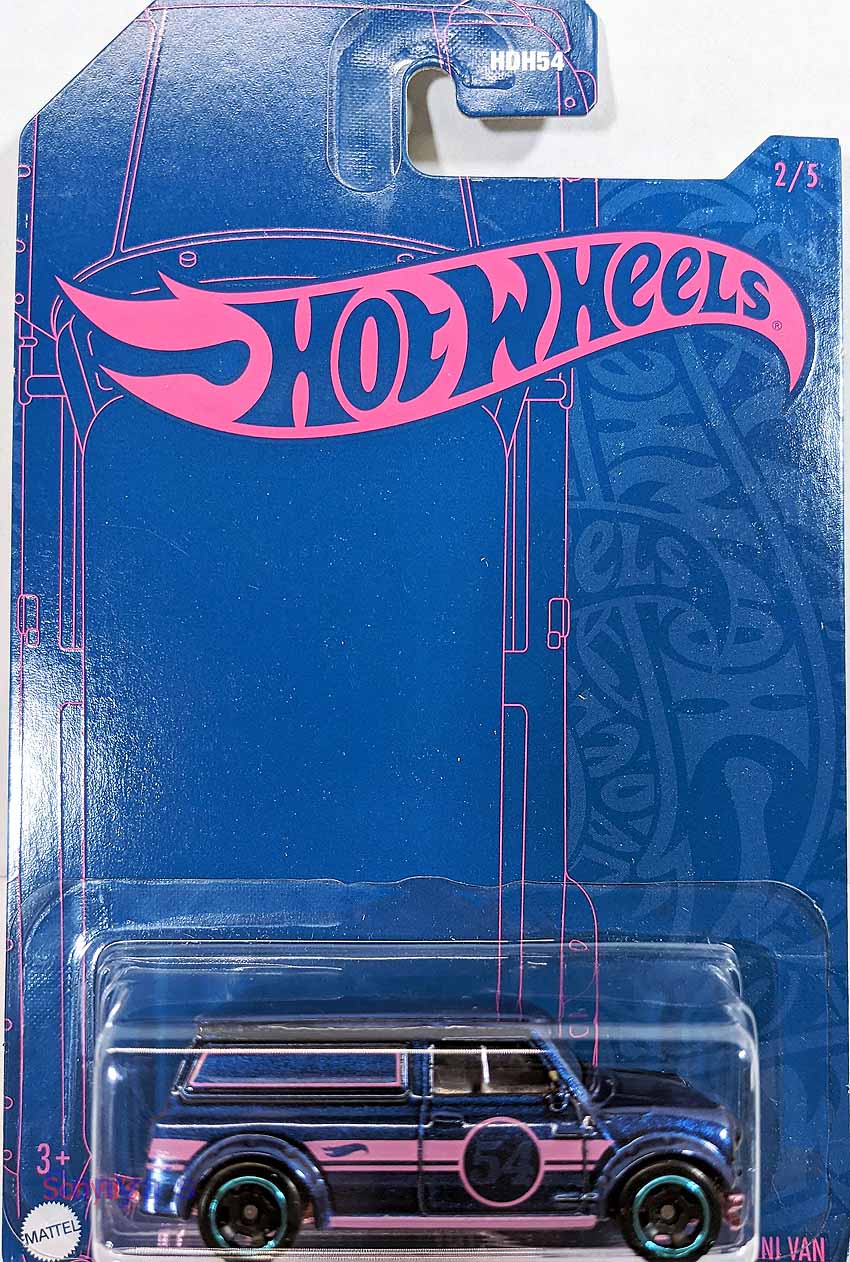 HDH54
2/5
HOT WHEELS®
54
3+
MATTEL
NI VAN